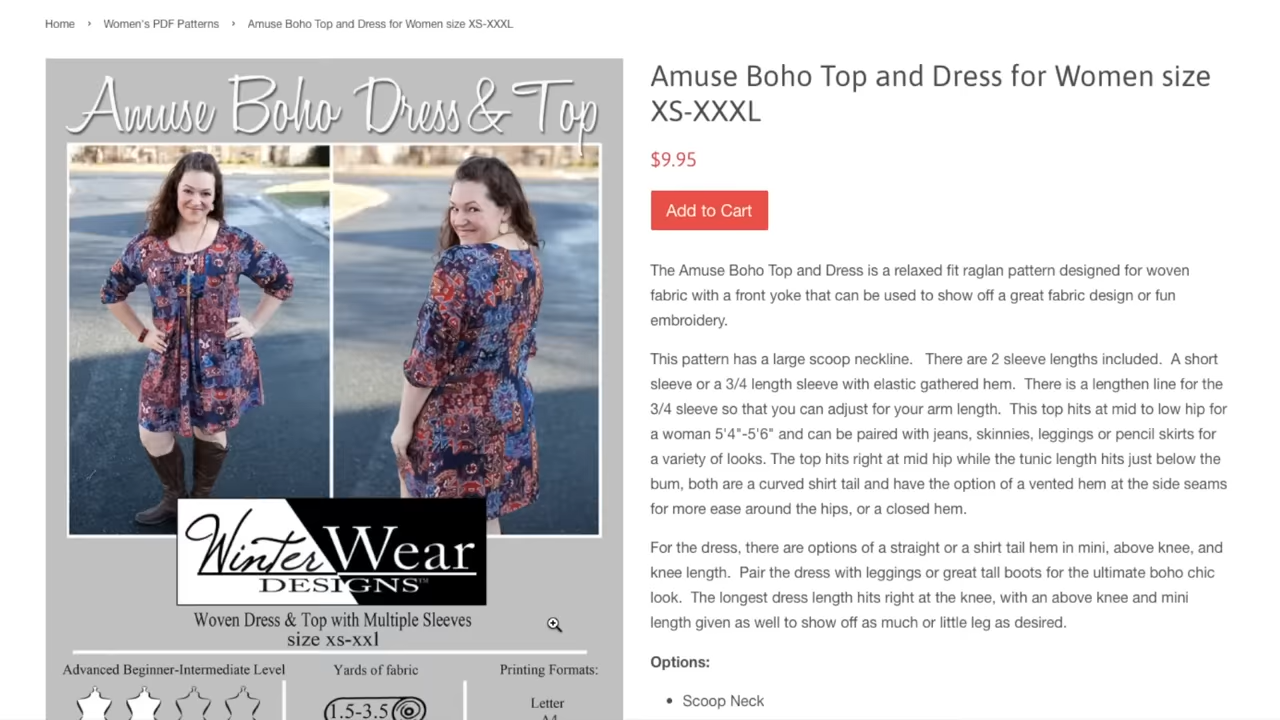 Home › Women's PDF Patterns › Amuse Boho Top and Dress for Women size XS-XXXL
Amuse Boho Dress & Top
Winter Wear
DESIGNS™
Woven Dress & Top with Multiple Sleeves
size xs-xxl
Advanced Beginner-Intermediate Level
Yards of fabric
1.5-3.5
Printing Formats:
Letter
A4
Amuse Boho Top and Dress for Women size
XS-XXXL
$9.95
Add to Cart
The Amuse Boho Top and Dress is a relaxed fit raglan pattern designed for woven
fabric with a front yoke that can be used to show off a great fabric design or fun
embroidery.
This pattern has a large scoop neckline.   There are 2 sleeve lengths included.  A short
sleeve or a 3/4 length sleeve with elastic gathered hem.  There is a lengthen line for the
3/4 sleeve so that you can adjust for your arm length.  This top hits at mid to low hip for
a woman 5'4"-5'6" and can be paired with jeans, skinnies, leggings or pencil skirts for
a variety of looks. The top hits right at mid hip while the tunic length hits just below the
bum, both are a curved shirt tail and have the option of a vented hem at the side seams
for more ease around the hips, or a closed hem.
For the dress, there are options of a straight or a shirt tail hem in mini, above knee, and
knee length.  Pair the dress with leggings or great tall boots for the ultimate boho chic
look.  The longest dress length hits right at the knee, with an above knee and mini
length given as well to show off as much or little leg as desired.
Options:
• Scoop Neck